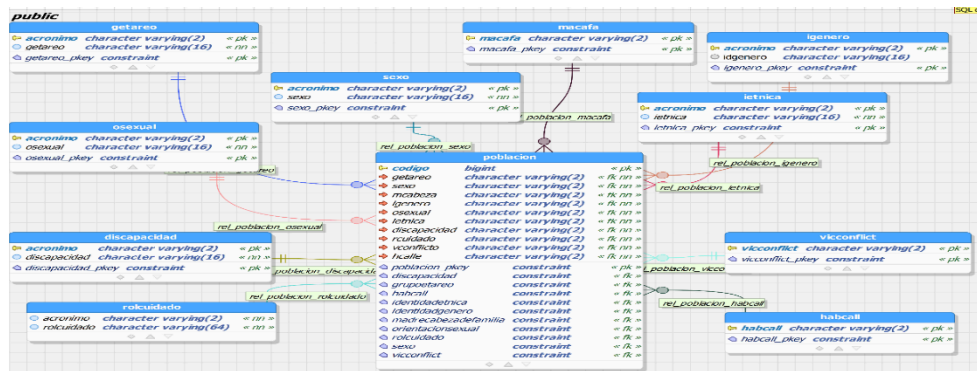 public
SQL
getareo
acronimo character varying(2) « pk »
getareo character varying(16) « nn »
getareo_pkey constraint « pk »
macafa
macafa character varying(2) « pk »
macafa_pkey constraint « pk »
igenero
acronimo character varying(2) « pk »
idgenero character varying(16)
igenero_pkey constraint « pk »
sexo
acronimo character varying(2) « pk »
sexo character varying(16) « nn »
sexo_pkey constraint « pk »
ietnica
acronimo character varying(2) « pk »
ietnica character varying(16) « nn »
ietnica_pkey constraint « pk »
osexual
acronimo character varying(2) « pk »
osexual character varying(16) « nn »
osexual_pkey constraint « pk »
poblacion_macafa
rel_poblacion_sexo
rel_poblacion_igenero
rel_poblacion_ietnica
rel_poblacion_osexual
poblacion
codigo bigint « pk »
getareo character varying(2) « fk nn »
sexo character varying(2) « fk nn »
mcabeza character varying(2) « fk nn »
igenero character varying(2) « fk nn »
osexual character varying(2) « fk nn »
ietnica character varying(2) « fk nn »
discapacidad character varying(2) « fk nn »
rcuidado character varying(2) « fk nn »
vconflicto character varying(2) « fk nn »
hcalle character varying(2) « fk nn »
poblacion_pkey constraint « pk »
discapacidad constraint « fk »
grupoetareo constraint « fk »
habcall constraint « fk »
identidadetnica constraint « fk »
identidadgenero constraint « fk »
madrecabezadefamilia constraint « fk »
orientacionsexual constraint « fk »
rolcuidado constraint « fk »
sexo constraint « fk »
vicconflict constraint « fk »
discapacidad
acronimo character varying(2) « pk »
discapacidad character varying(16) « nn »
discapacidad_pkey constraint « pk »
poblacion_discapacida
rel_poblacion_rolcuidado
rolcuidado
acronimo character varying(2) « nn »
rolcuidado character varying(64) « nn »
vicconflict
vicconflict character varying(2) « pk »
vicconflict_pkey constraint « pk »
poblacion_vicco
rel_poblacion_habcall
habcall
habcall character varying(2) « pk »
habcall_pkey constraint « pk »